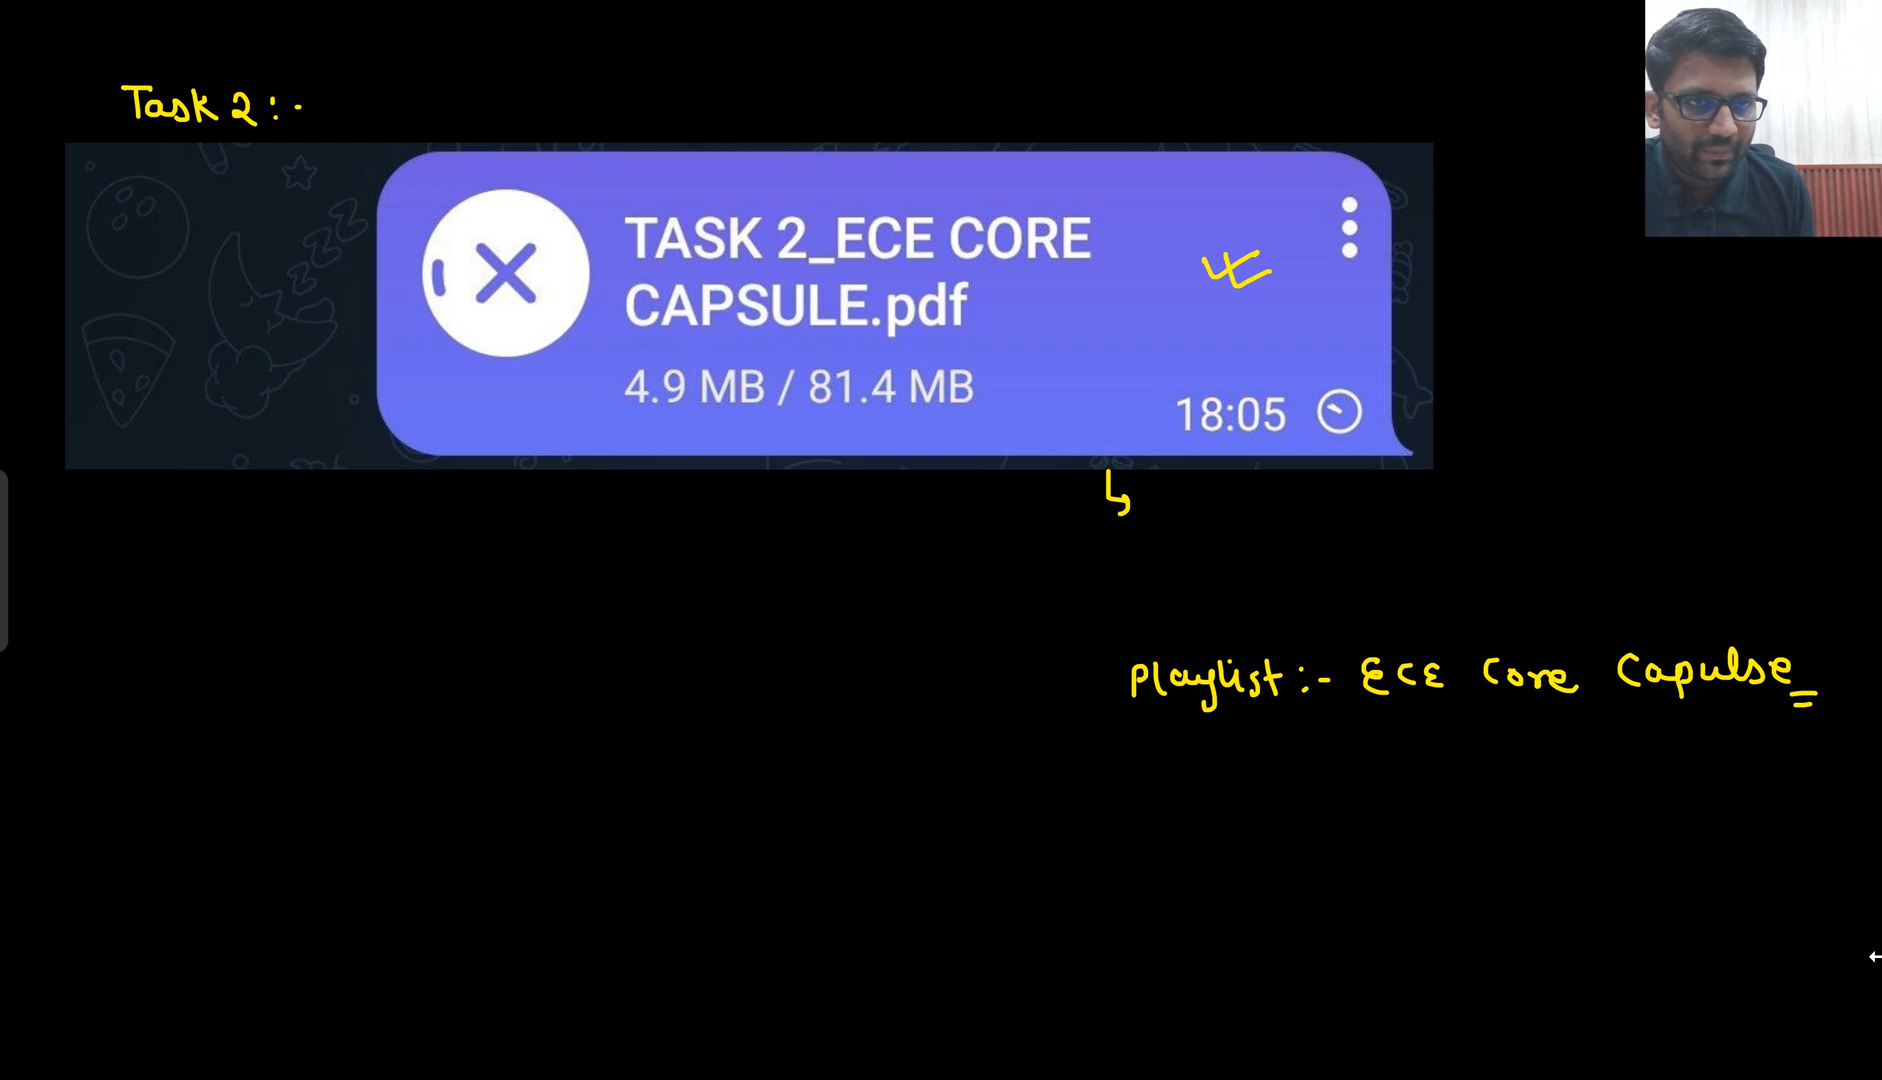 Task 2:-
TASK 2_ECE CORE
CAPSULE.pdf
4.9 MB / 81.4 MB
18:05
Playlist:- ECE Core Capulse